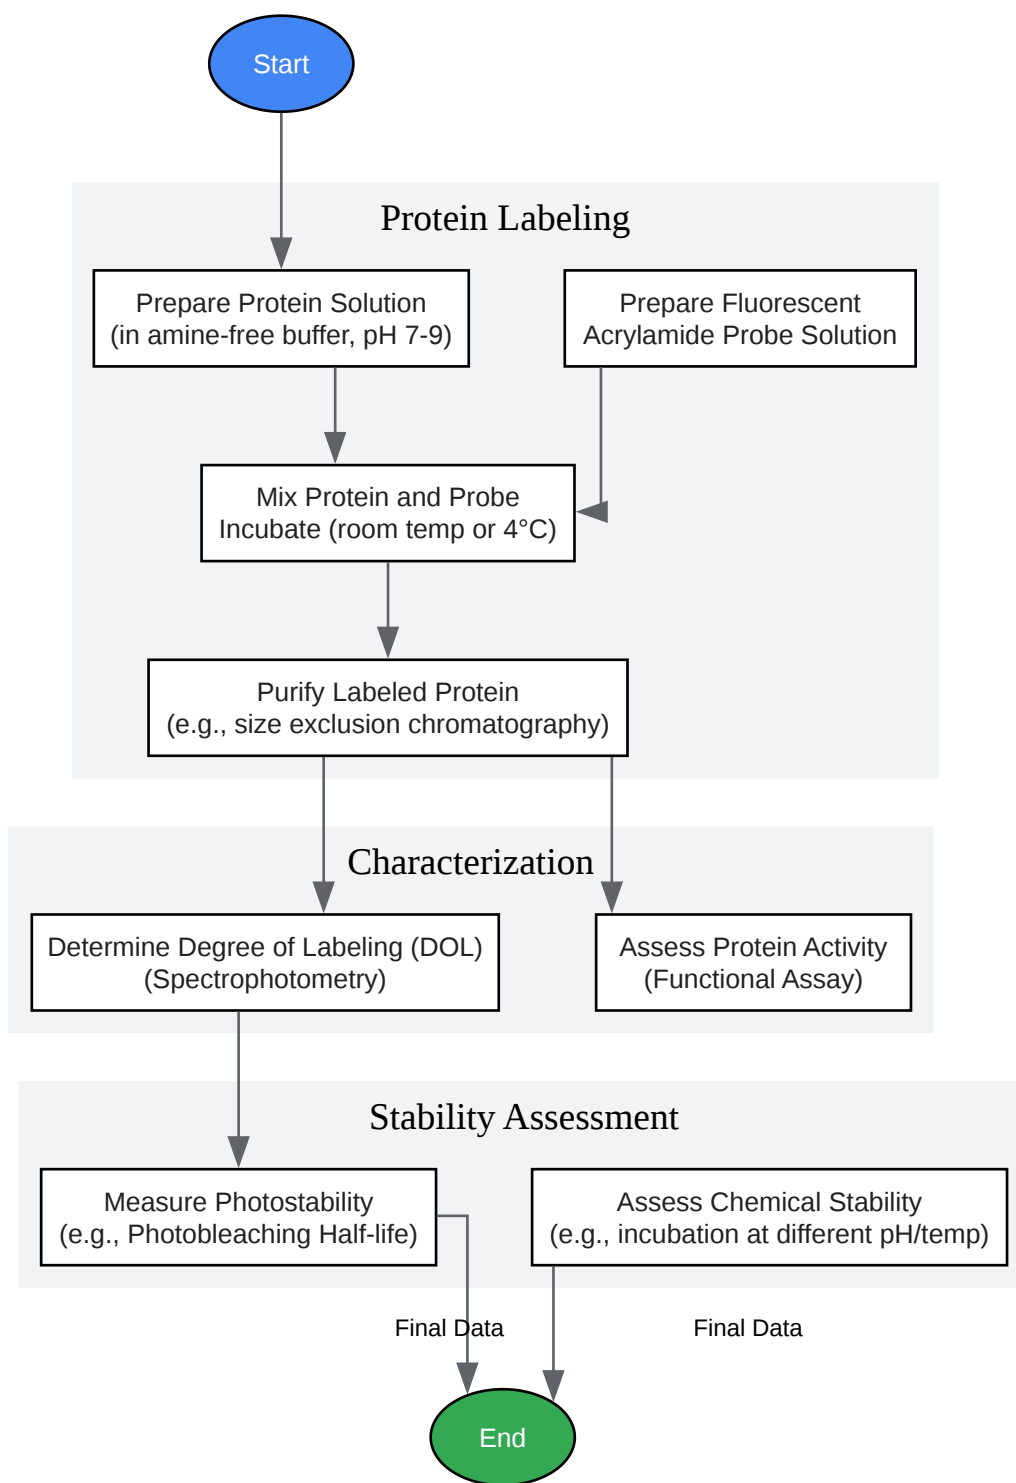 Start
Protein Labeling
Prepare Protein Solution
(in amine-free buffer, pH 7-9)
Prepare Fluorescent
Acrylamide Probe Solution
Mix Protein and Probe
Incubate (room temp or 4°C)
Purify Labeled Protein
(e.g., size exclusion chromatography)
Characterization
Determine Degree of Labeling (DOL)
(Spectrophotometry)
Assess Protein Activity
(Functional Assay)
Stability Assessment
Measure Photostability
(e.g., Photobleaching Half-life)
Assess Chemical Stability
(e.g., incubation at different pH/temp)
Final Data
Final Data
End